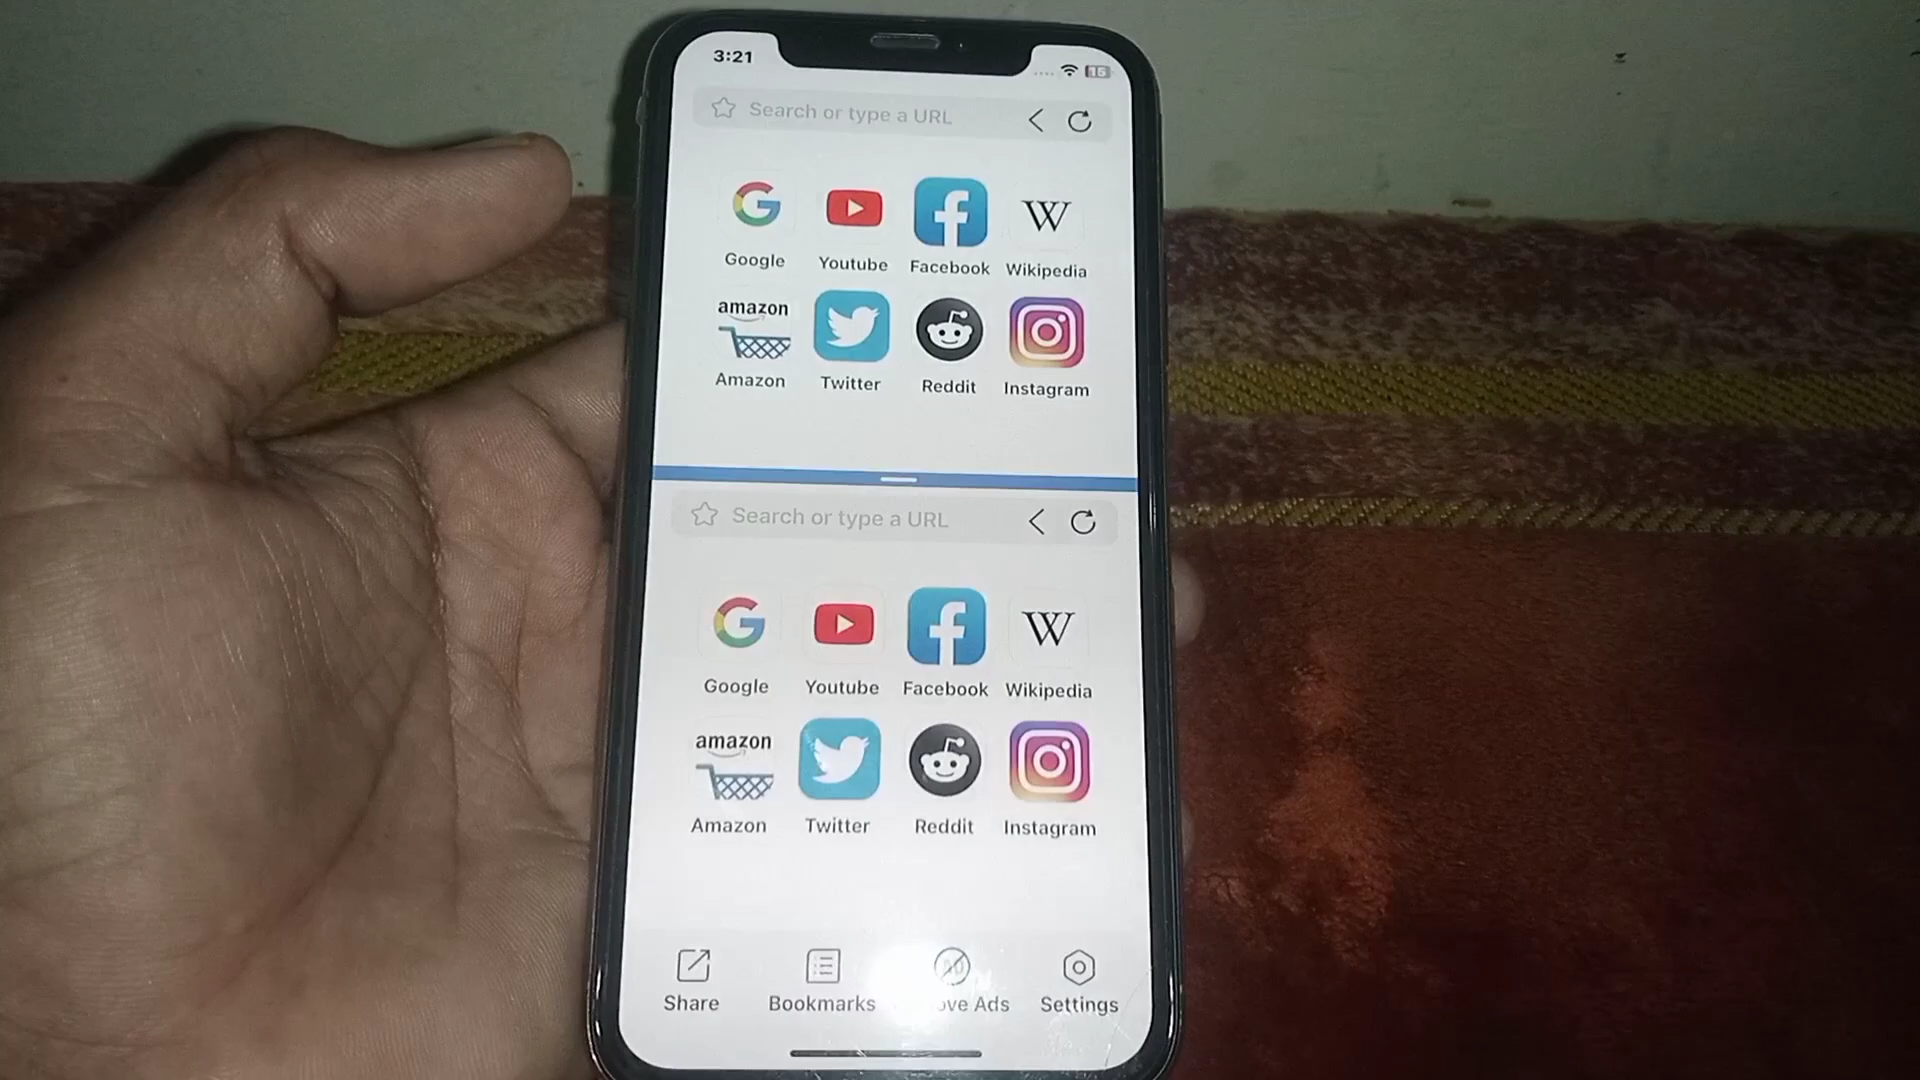 3:21
15
Search or type a URL
Google Youtube Facebook Wikipedia
amazon
Amazon Twitter Reddit Instagram
Search or type a URL
Google Youtube Facebook Wikipedia
amazon
Amazon Twitter Reddit Instagram
Share Bookmarks Ads Settings